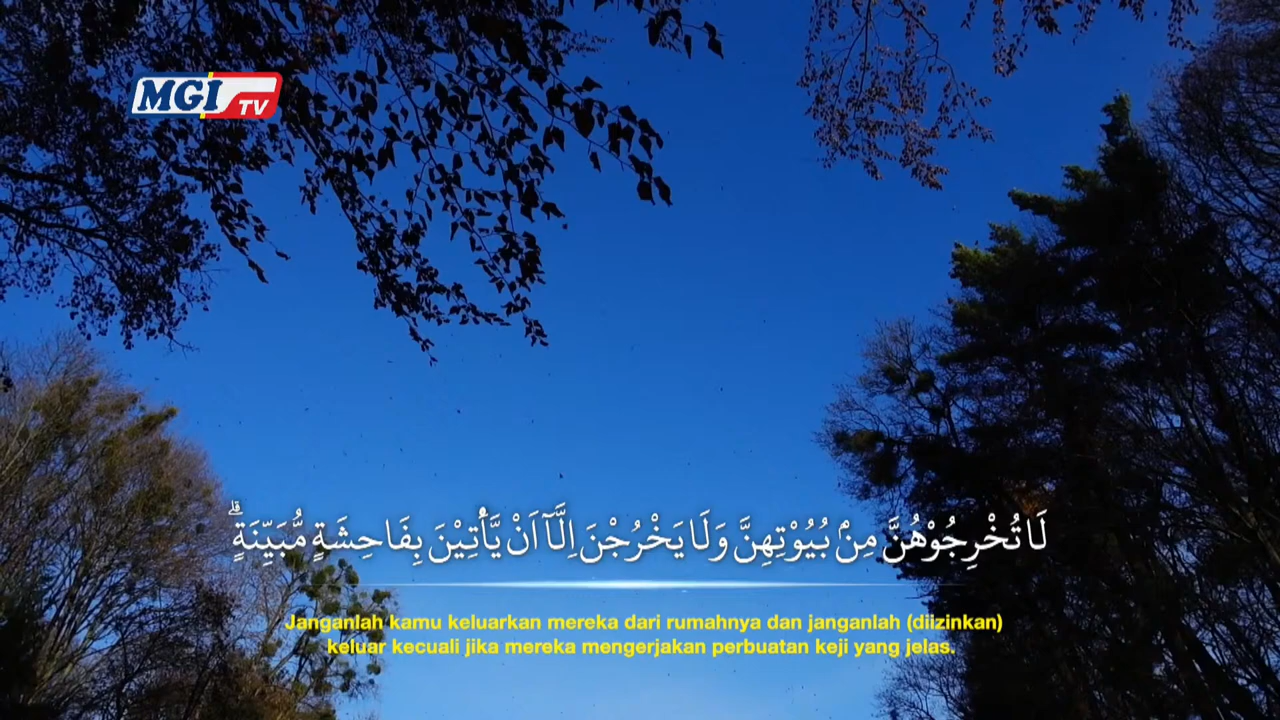 MGI TV
لَا تُخْرِجُوْهُنَّ مِنْۢ بُيُوْتِهِنَّ وَلَا يَخْرُجْنَ اِلَّآ اَنْ يَّأْتِيْنَ بِفَاحِشَةٍ مُّبَيِّنَةٍۗ
Janganlah kamu keluarkan mereka dari rumahnya dan janganlah (diizinkan)
keluar kecuali jika mereka mengerjakan perbuatan keji yang jelas.